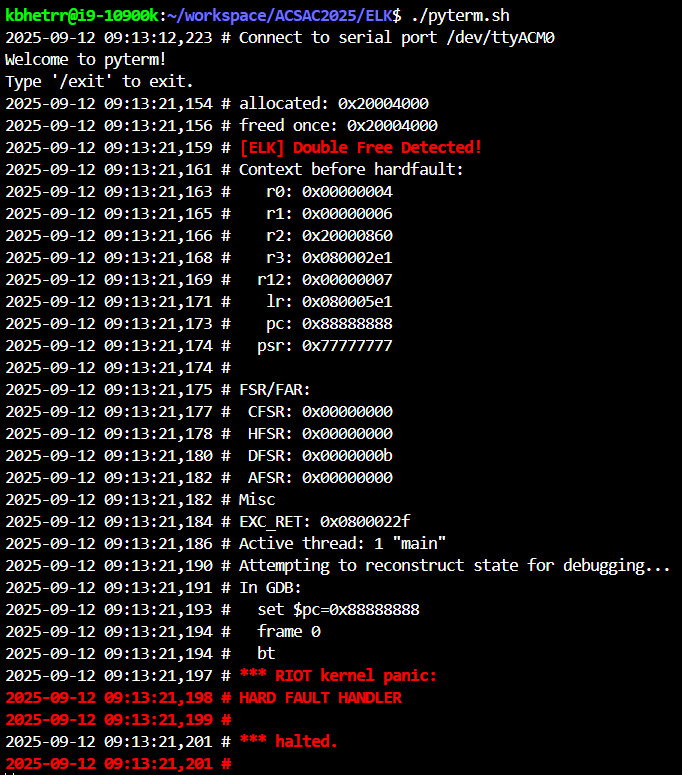 kbhetrr@i9-10900k:~/workspace/ACSAC2025/ELK$ ./pyterm.sh
2025-09-12 09:13:12,223 # Connect to serial port /dev/ttyACM0
Welcome to pyterm!
Type '/exit' to exit.
2025-09-12 09:13:21,154 # allocated: 0x20004000
2025-09-12 09:13:21,156 # freed once: 0x20004000
2025-09-12 09:13:21,159 # [ELK] Double Free Detected!
2025-09-12 09:13:21,161 # Context before hardfault:
2025-09-12 09:13:21,163 #    r0: 0x00000004
2025-09-12 09:13:21,165 #    r1: 0x00000006
2025-09-12 09:13:21,166 #    r2: 0x20000860
2025-09-12 09:13:21,168 #    r3: 0x080002e1
2025-09-12 09:13:21,169 #   r12: 0x00000007
2025-09-12 09:13:21,171 #    lr: 0x080005e1
2025-09-12 09:13:21,173 #    pc: 0x88888888
2025-09-12 09:13:21,174 #   psr: 0x77777777
2025-09-12 09:13:21,174 #
2025-09-12 09:13:21,175 # FSR/FAR:
2025-09-12 09:13:21,177 #  CFSR: 0x00000000
2025-09-12 09:13:21,178 #  HFSR: 0x00000000
2025-09-12 09:13:21,180 #  DFSR: 0x0000000b
2025-09-12 09:13:21,182 #  AFSR: 0x00000000
2025-09-12 09:13:21,182 # Misc
2025-09-12 09:13:21,184 # EXC_RET: 0x0800022f
2025-09-12 09:13:21,186 # Active thread: 1 "main"
2025-09-12 09:13:21,190 # Attempting to reconstruct state for debugging...
2025-09-12 09:13:21,191 # In GDB:
2025-09-12 09:13:21,193 #   set $pc=0x88888888
2025-09-12 09:13:21,194 #   frame 0
2025-09-12 09:13:21,194 #   bt
2025-09-12 09:13:21,197 # *** RIOT kernel panic:
2025-09-12 09:13:21,198 # HARD FAULT HANDLER
2025-09-12 09:13:21,199 #
2025-09-12 09:13:21,201 # *** halted.
2025-09-12 09:13:21,201 #